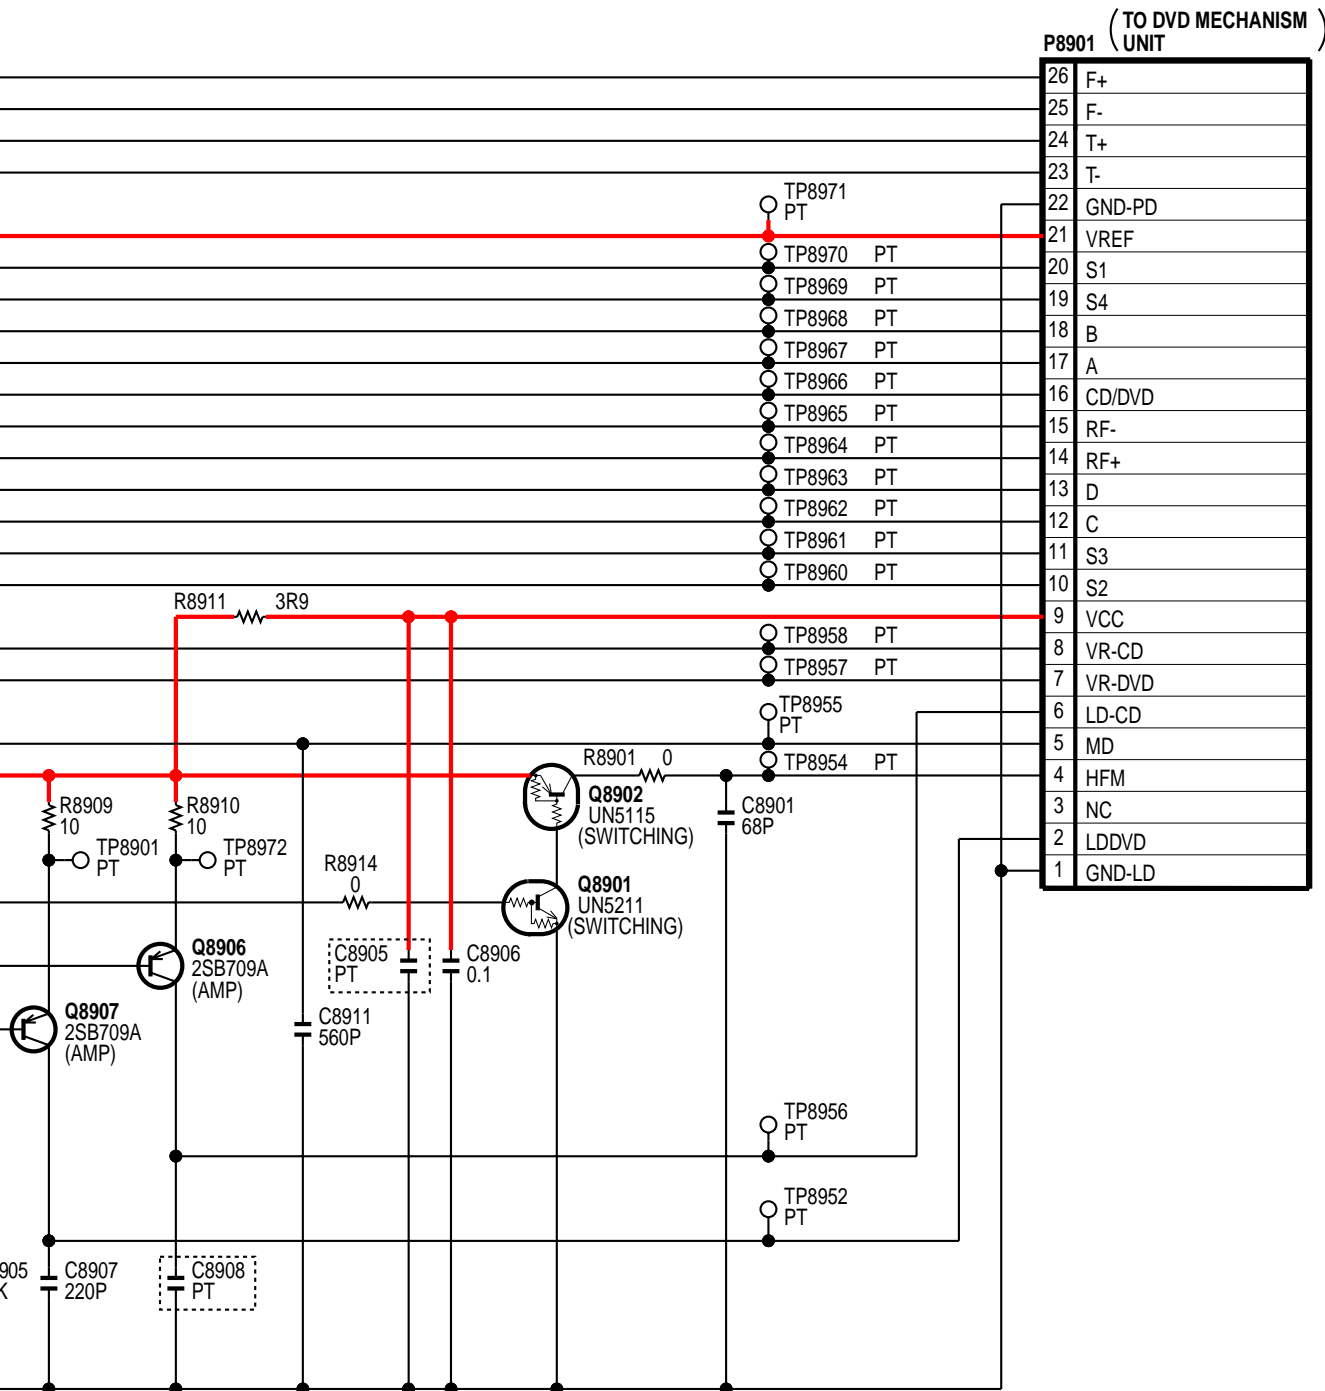 TO DVD MECHANISM
P8901 UNIT
26 F+
25 F-
24 T+
23 T-
TP8971
PT
22 GND-PD
21 VREF
TP8970 PT
20 S1
TP8969 PT
19 S4
TP8968 PT
18 B
TP8967 PT
17 A
TP8966 PT
16 CD/DVD
TP8965 PT
15 RF-
TP8964 PT
14 RF+
TP8963 PT
13 D
TP8962 PT
12 C
TP8961 PT
11 S3
TP8960 PT
10 S2
R8911 3R9
9 VCC
TP8958 PT
8 VR-CD
TP8957 PT
7 VR-DVD
TP8955
PT
6 LD-CD
5 MD
R8901 0
TP8954 PT
4 HFM
Q8902
UN5115
(SWITCHING)
C8901
68P
3 NC
R8909
10
R8910
10
2 LDDVD
TP8901
PT
TP8972
PT
R8914
0
1 GND-LD
Q8901
UN5211
(SWITCHING)
Q8906
2SB709A
(AMP)
C8905
PT
C8906
0.1
Q8907
2SB709A
(AMP)
C8911
560P
TP8956
PT
TP8952
PT
905
K
C8907
220P
C8908
PT